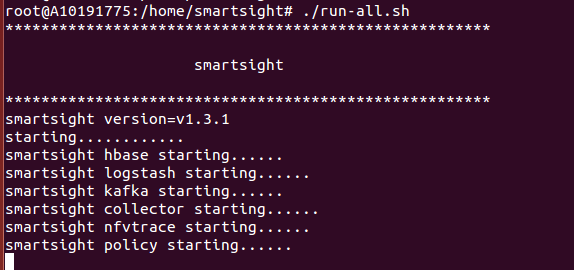 root@A10191775:/home/smartsight# ./run-all.sh
******************************************************
smartsight
******************************************************
smartsight version=v1.3.1
starting............
smartsight hbase starting......
smartsight logstash starting......
smartsight kafka starting......
smartsight collector starting......
smartsight nfvtrace starting......
smartsight policy starting......